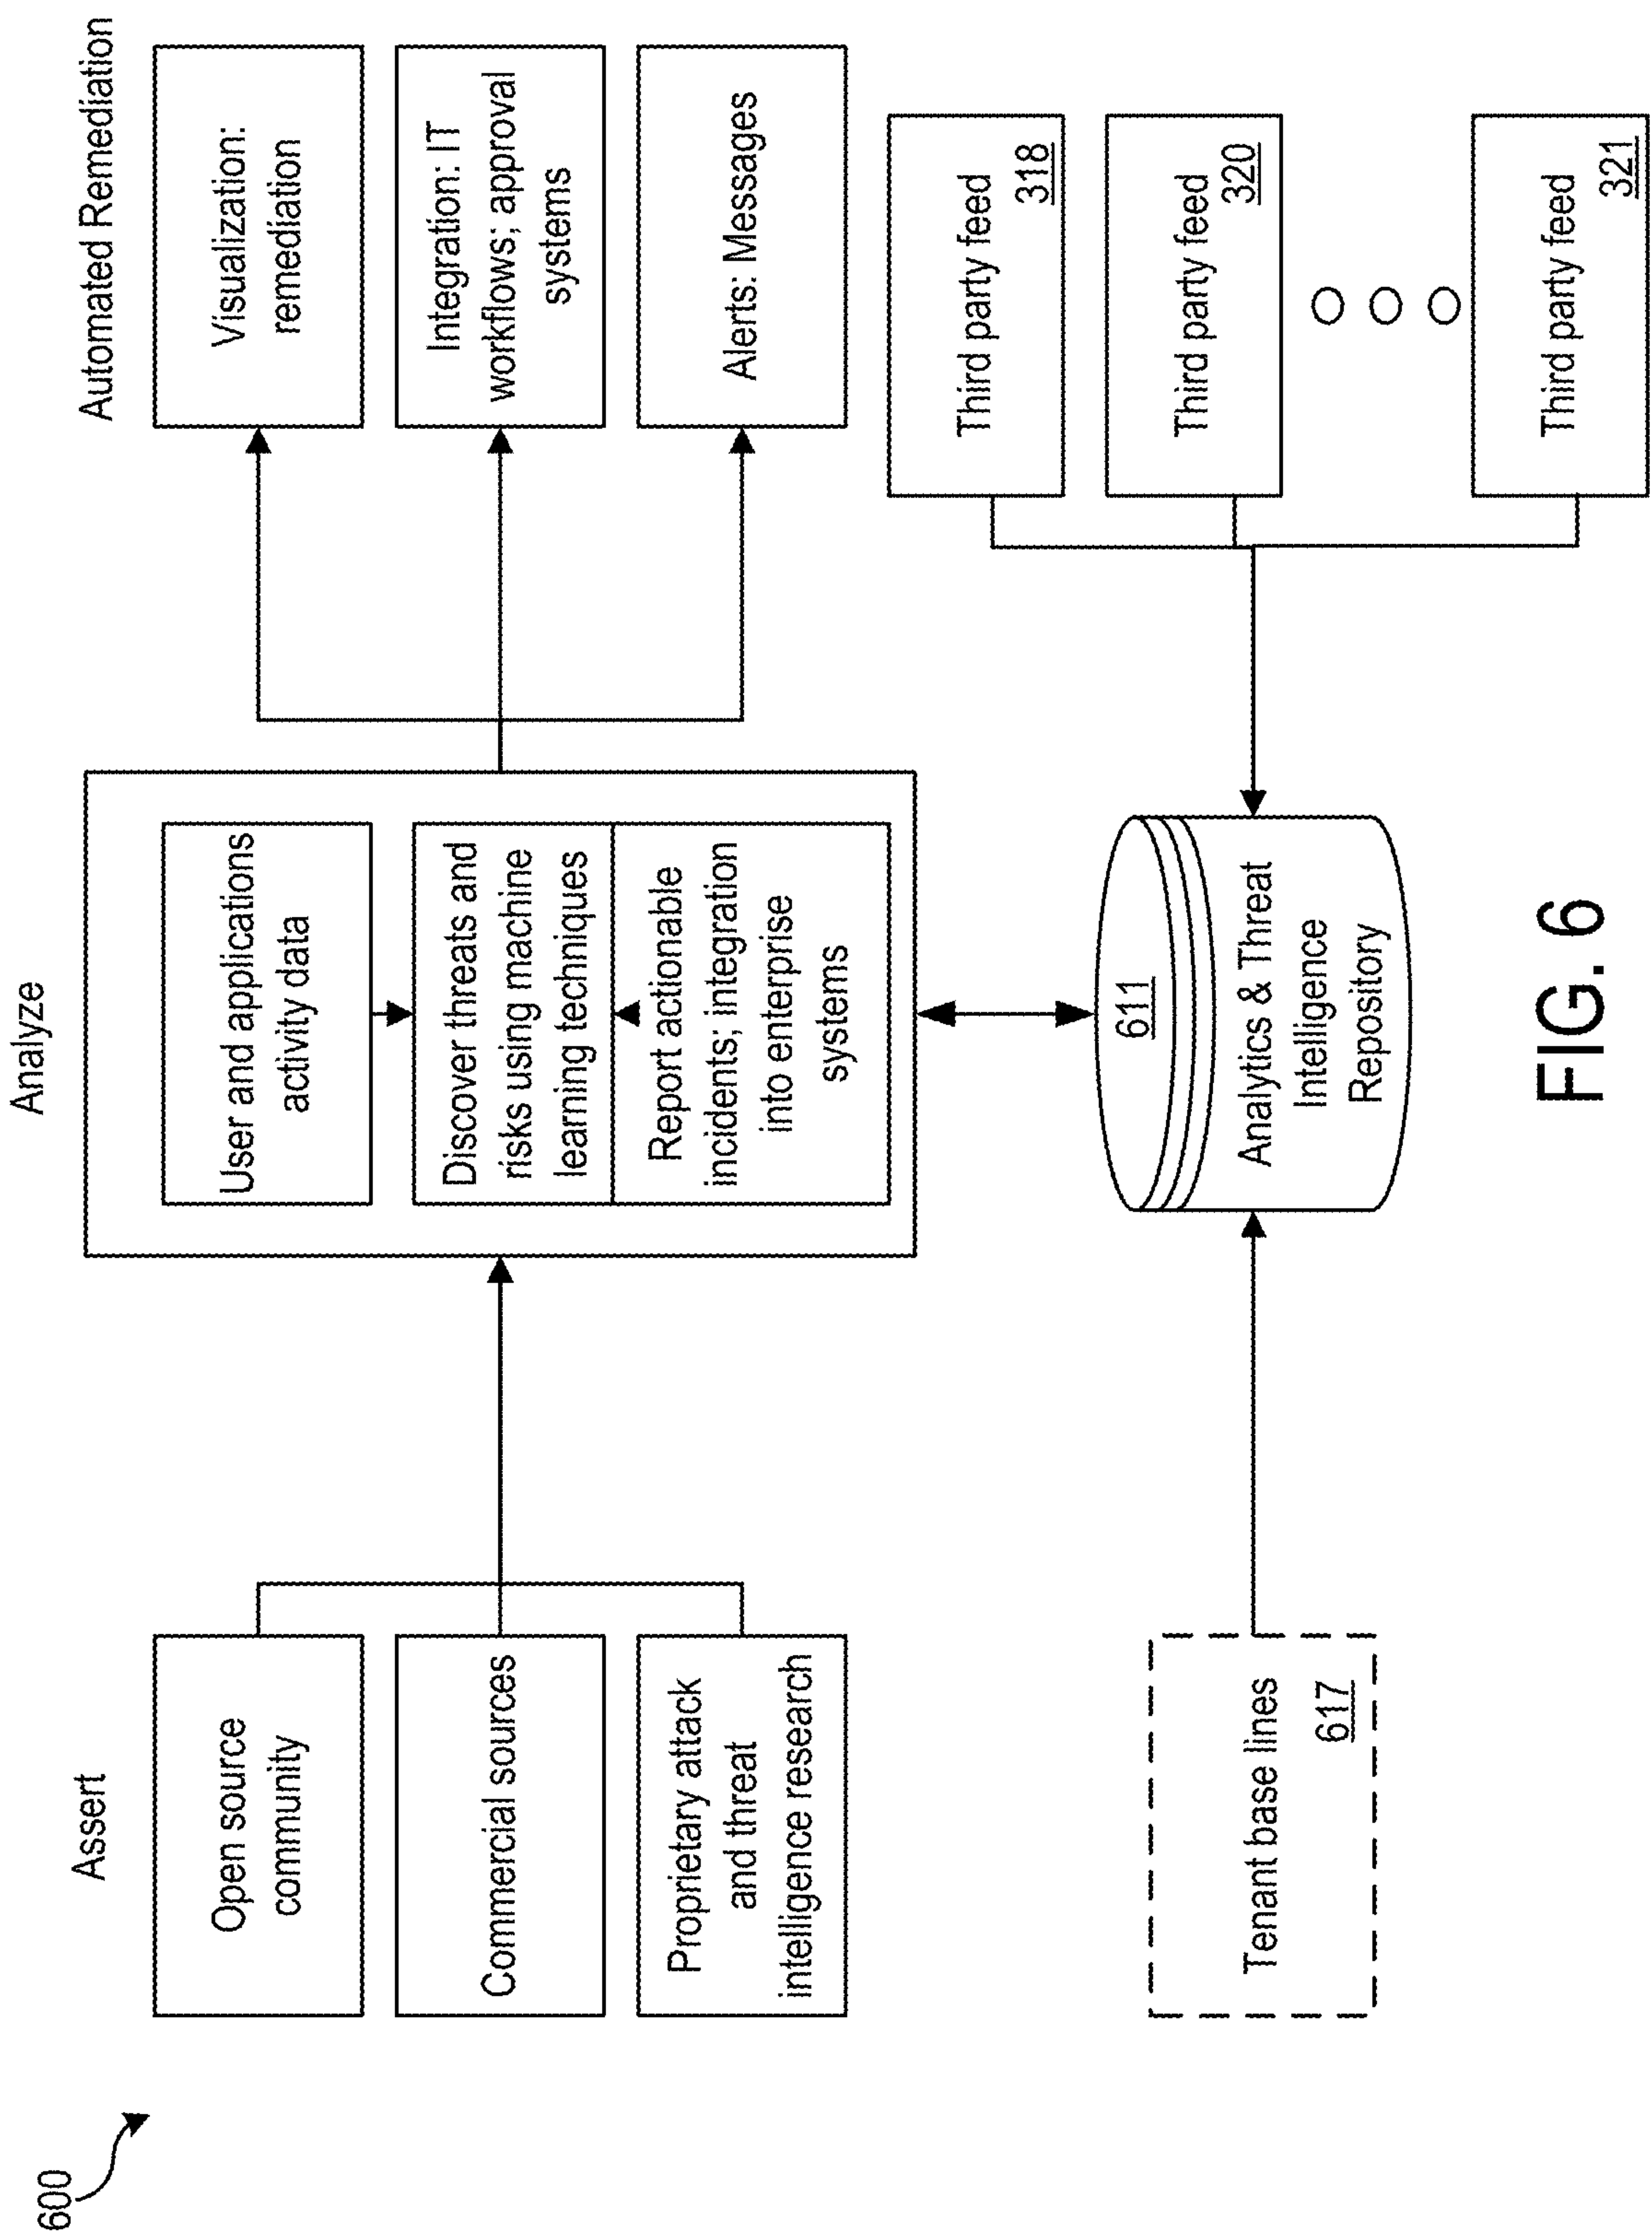 600
Assert
Analyze
Automated Remediation
Open source
community
Commercial sources
Proprietary attack
and threat
intelligence research
User and applications
activity data
Discover threats and
risks using machine
learning techniques
Report actionable
incidents; integration
into enterprise
systems
Visualization:
remediation
Integration: IT
workflows; approval
systems
Alerts: Messages
Tenant base lines
617
611
Analytics & Threat
Intelligence
Repository
Third party feed
318
Third party feed
320
Third party feed
321
FIG. 6